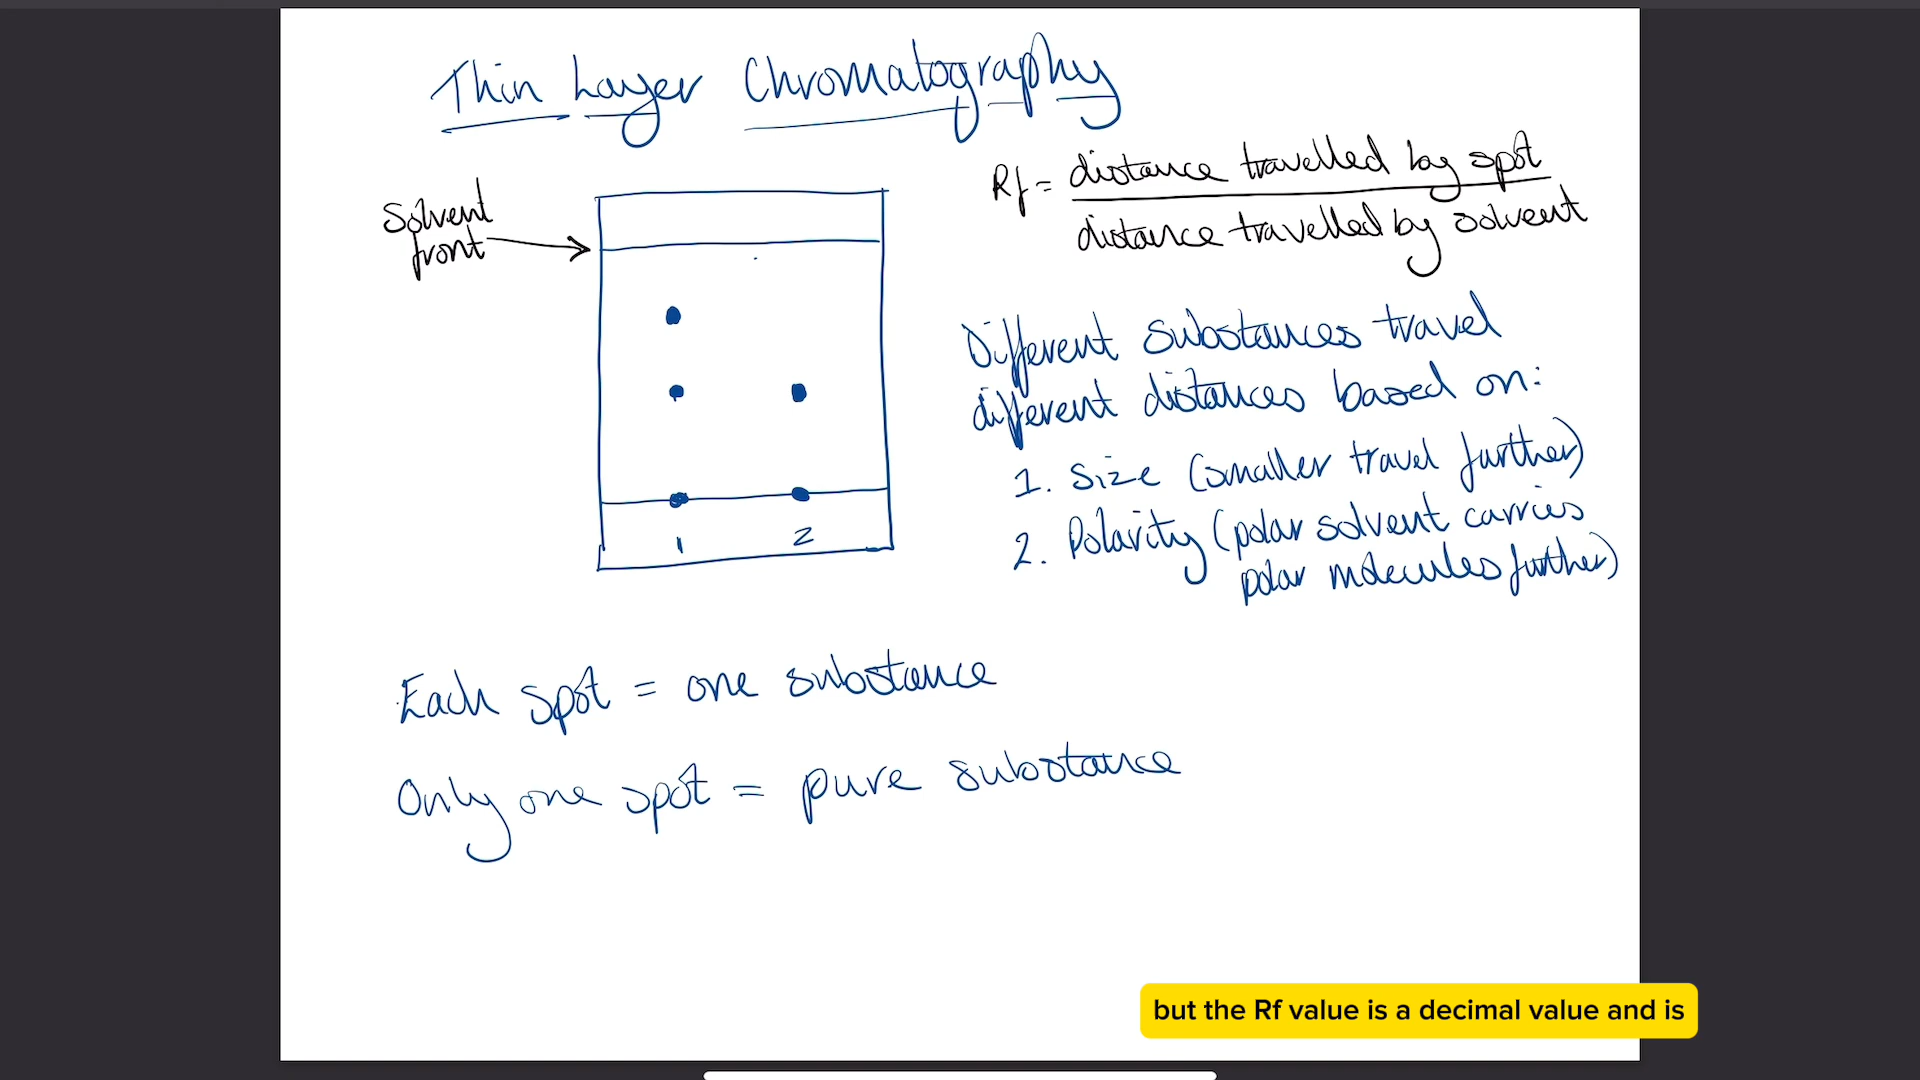 Thin Layer Chromatography
Rf = distance travelled by spot
distance travelled by solvent
Solvent
front
Different substances travel
different distances based on:
1. Size (smaller travel further)
2. Polarity (polar solvent carries
polar molecules further)
1 2
Each spot = one substance
Only one spot = pure substance
but the Rf value is a decimal value and is